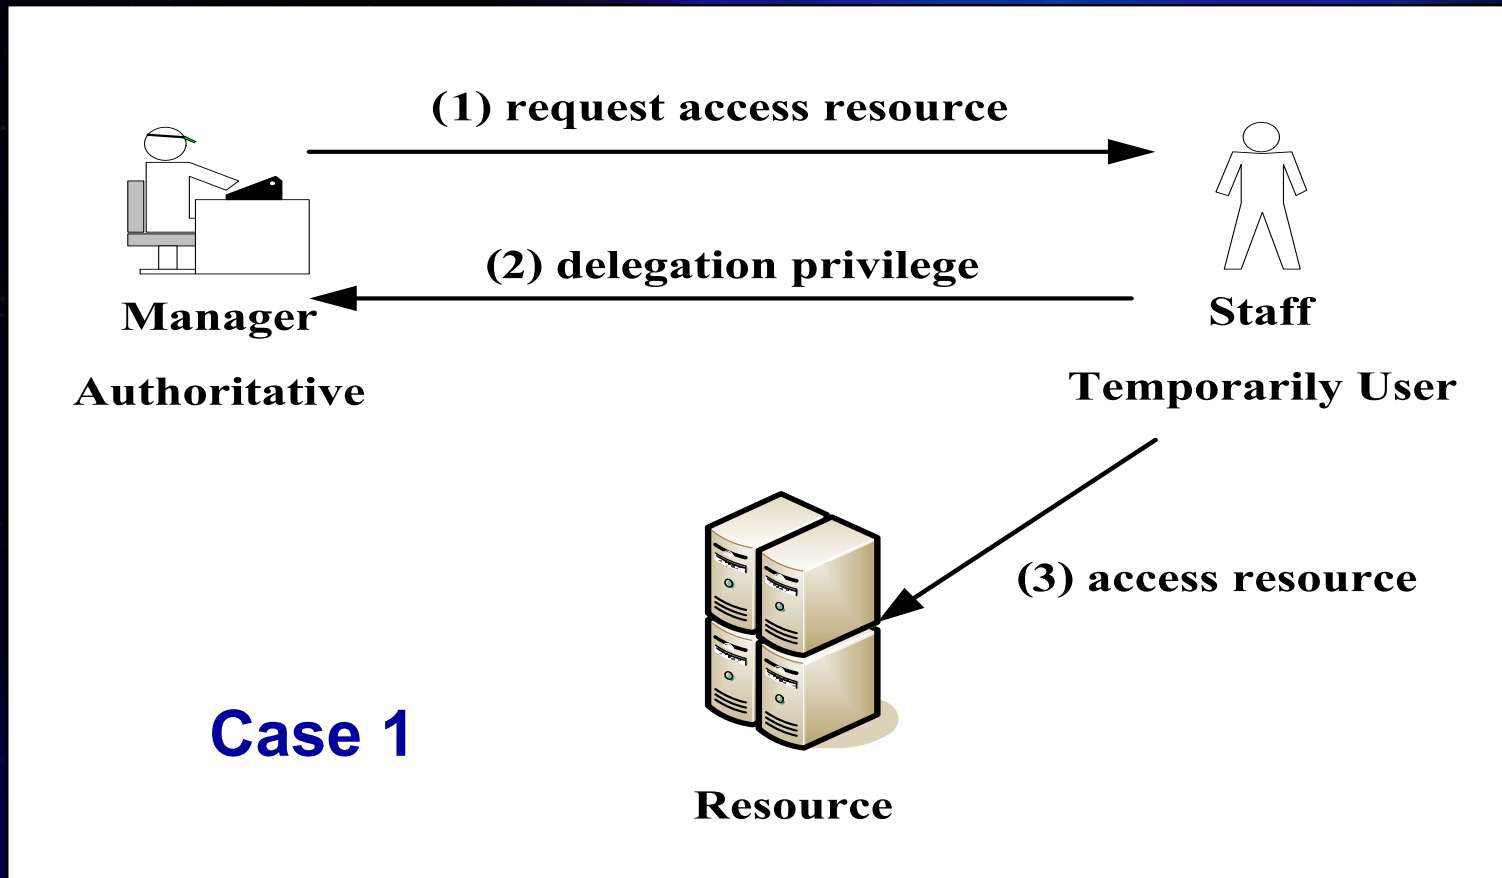 (1) request access resource
(2) delegation privilege
Manager
Staff
Authoritative
Temporarily User
(3) access resource
Case 1
Resource